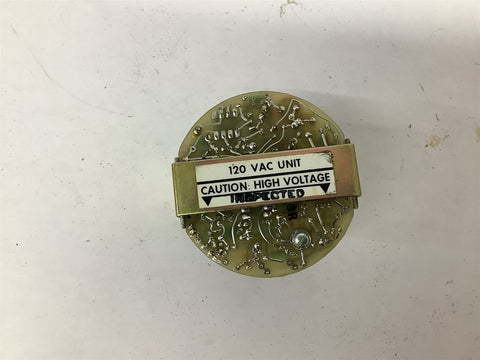 120 VAC UNIT
CAUTION: HIGH VOLTAGE
INSPECTED